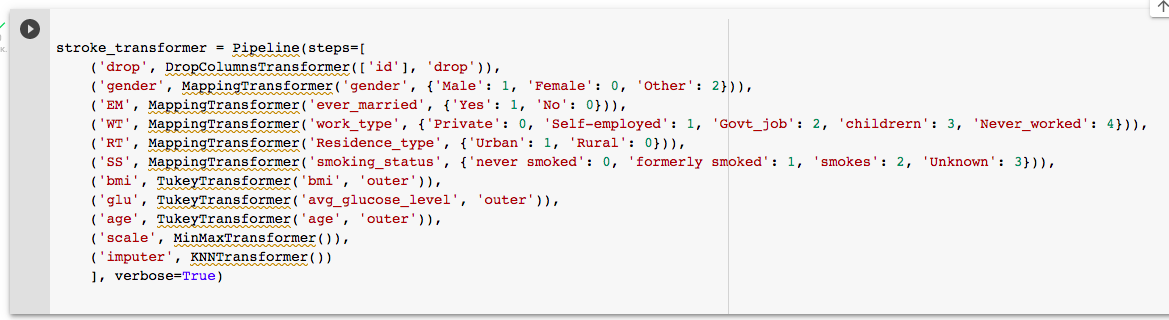 stroke_transformer = Pipeline(steps=[
    ('drop', DropColumnsTransformer(['id'], 'drop')),
    ('gender', MappingTransformer('gender', {'Male': 1, 'Female': 0, 'Other': 2})),
    ('EM', MappingTransformer('ever_married', {'Yes': 1, 'No': 0})),
    ('WT', MappingTransformer('work_type', {'Private': 0, 'Self-employed': 1, 'Govt_job': 2, 'childrern': 3, 'Never_worked': 4})),
    ('RT', MappingTransformer('Residence_type', {'Urban': 1, 'Rural': 0})),
    ('SS', MappingTransformer('smoking_status', {'never smoked': 0, 'formerly smoked': 1, 'smokes': 2, 'Unknown': 3})),
    ('bmi', TukeyTransformer('bmi', 'outer')),
    ('glu', TukeyTransformer('avg_glucose_level', 'outer')),
    ('age', TukeyTransformer('age', 'outer')),
    ('scale', MinMaxTransformer()),
    ('imputer', KNNTransformer())
    ], verbose=True)